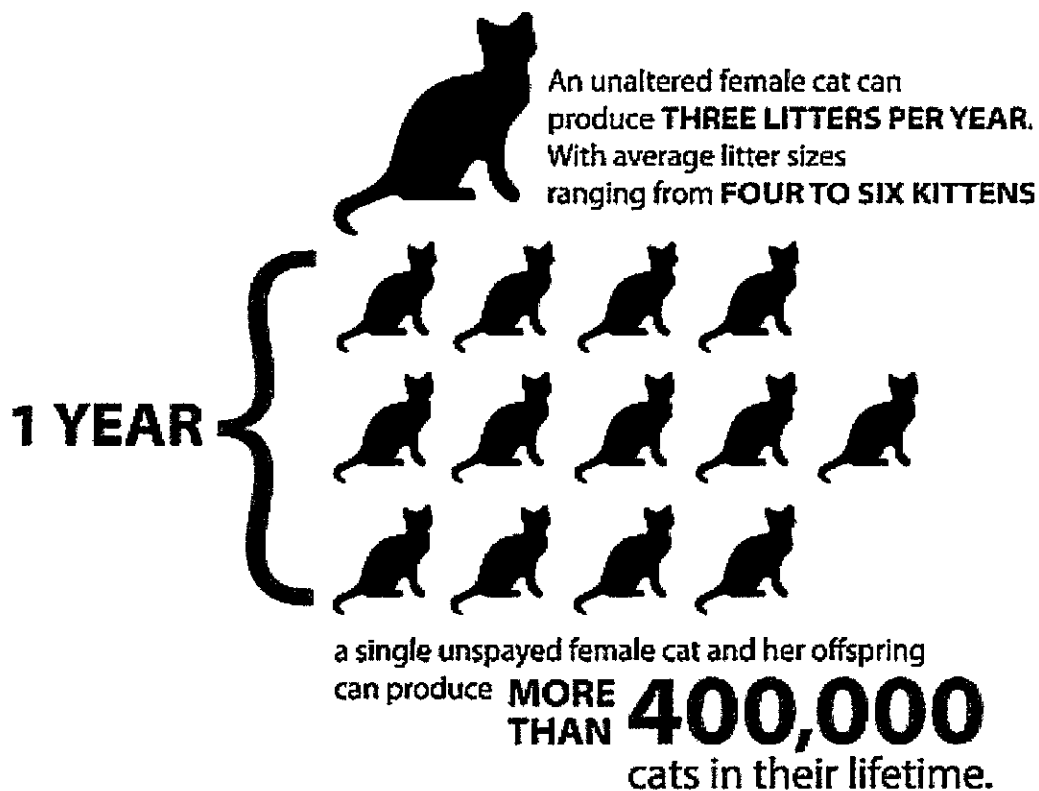 An unaltered female cat can
produce THREE LITTERS PER YEAR.
With average litter sizes
ranging from FOUR TO SIX KITTENS
1 YEAR
a single unspayed female cat and her offspring
can produce MORE THAN 400,000
cats in their lifetime.